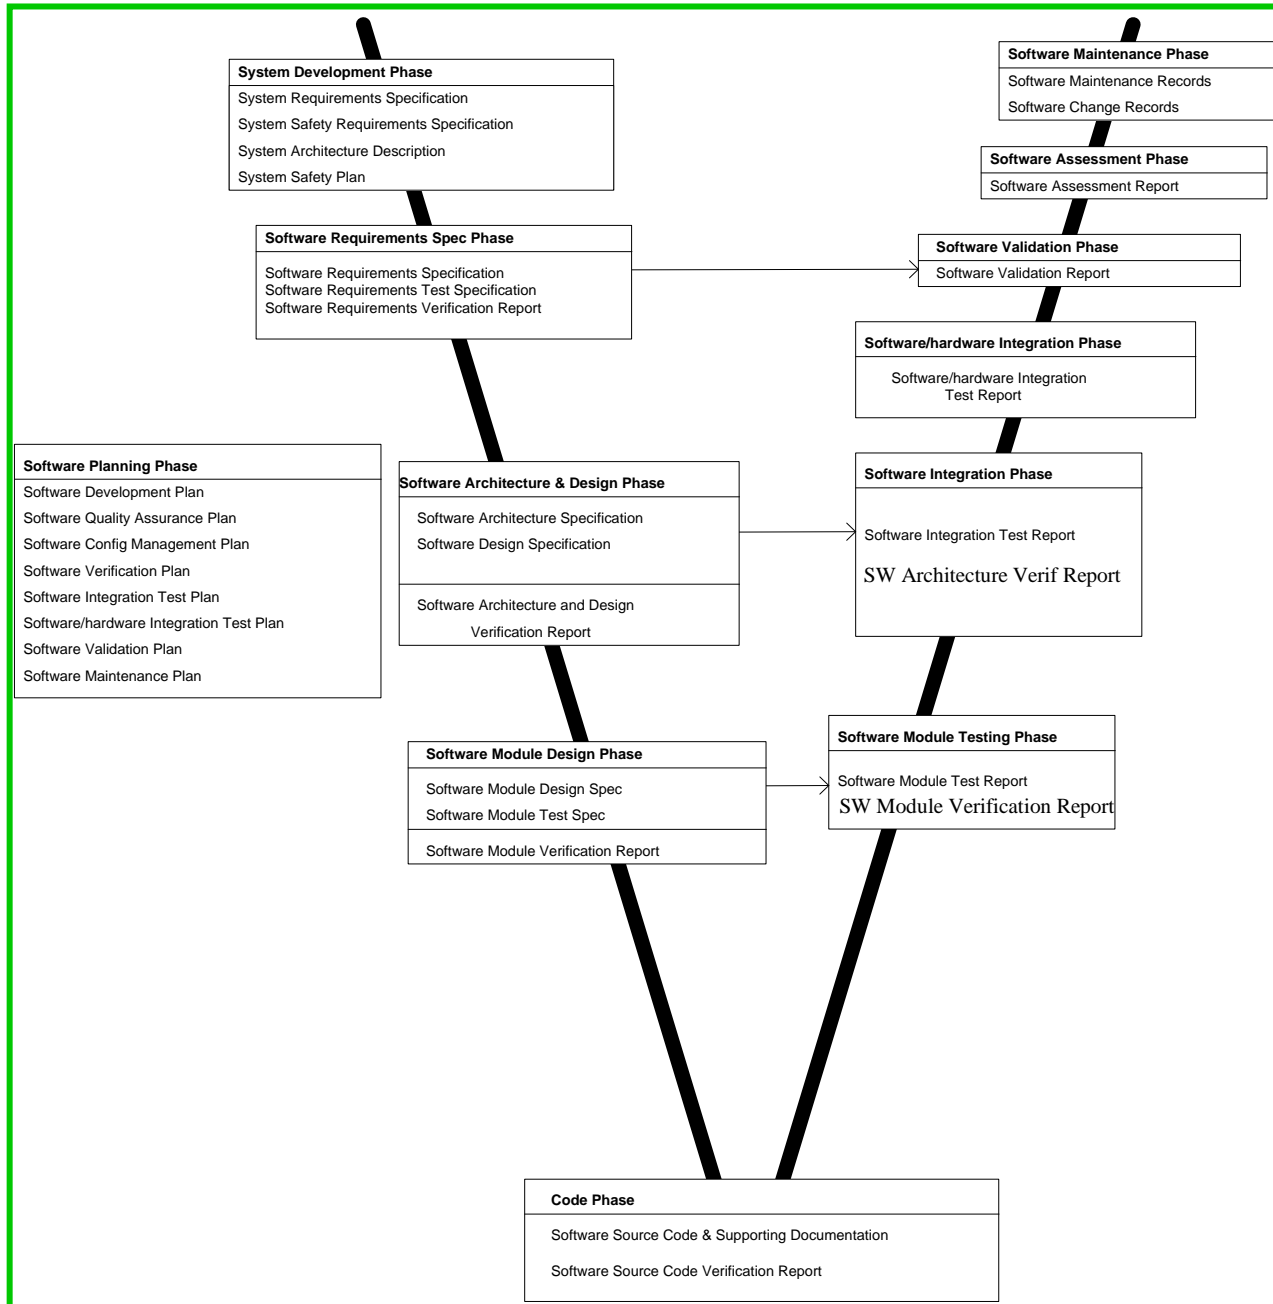 System Development Phase
System Requirements Specification
System Safety Requirements Specification
System Architecture Description
System Safety Plan
Software Maintenance Phase
Software Maintenance Records
Software Change Records
Software Assessment Phase
Software Assessment Report
Software Requirements Spec Phase
Software Requirements Specification
Software Requirements Test Specification
Software Requirements Verification Report
Software Validation Phase
Software Validation Report
Software/hardware Integration Phase
Software/hardware Integration
Test Report
Software Planning Phase
Software Development Plan
Software Quality Assurance Plan
Software Config Management Plan
Software Verification Plan
Software Integration Test Plan
Software/hardware Integration Test Plan
Software Validation Plan
Software Maintenance Plan
Software Architecture & Design Phase
Software Architecture Specification
Software Design Specification
Software Architecture and Design
Verification Report
Software Integration Phase
Software Integration Test Report
SW Architecture Verif Report
Software Module Design Phase
Software Module Design Spec
Software Module Test Spec
Software Module Verification Report
Software Module Testing Phase
Software Module Test Report
SW Module Verification Report
Code Phase
Software Source Code & Supporting Documentation
Software Source Code Verification Report